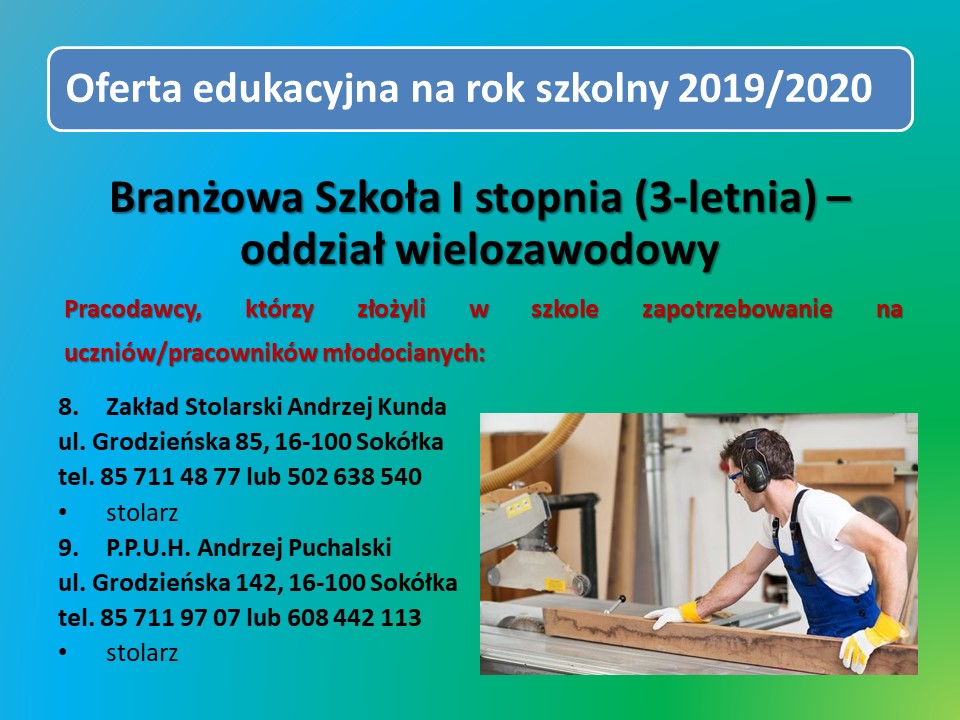 Oferta edukacyjna na rok szkolny 2019/2020
Branżowa Szkoła I stopnia (3-letnia) –
oddział wielozawodowy
Pracodawcy, którzy złożyli w szkole zapotrzebowanie na
uczniów/pracowników młodocianych:
8. Zakład Stolarski Andrzej Kunda
ul. Grodzieńska 85, 16-100 Sokółka
tel. 85 711 48 77 lub 502 638 540
• stolarz
9. P.P.U.H. Andrzej Puchalski
ul. Grodzieńska 142, 16-100 Sokółka
tel. 85 711 97 07 lub 608 442 113
• stolarz